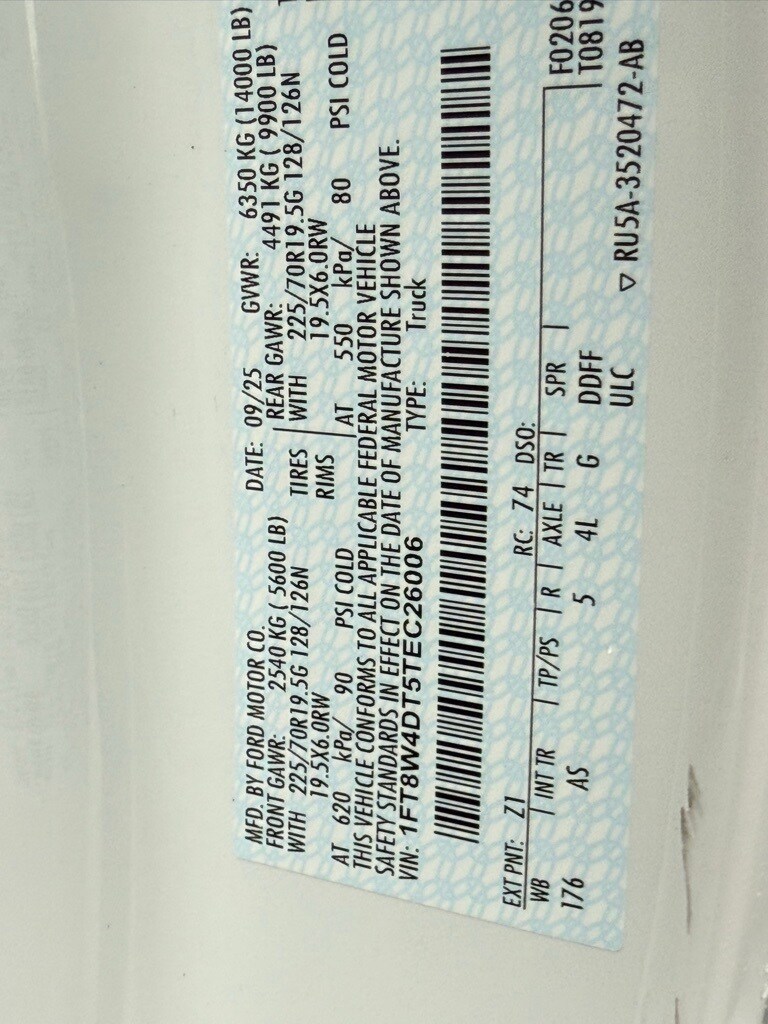 MFD. BY FORD MOTOR CO.
DATE: 09/25 GVWR: 6350 KG (14000 LB)
FRONT GAWR: 2540 KG ( 5600 LB) REAR GAWR: 4491 KG ( 9900 LB)
WITH 225/70R19.5G 128/126N TIRES WITH 225/70R19.5G 128/126N
19.5X6.0RW RIMS 19.5X6.0RW
AT 620 kPa/ 90 PSI COLD AT 550 kPa/ 80 PSI COLD
THIS VEHICLE CONFORMS TO ALL APPLICABLE FEDERAL MOTOR VEHICLE
SAFETY STANDARDS IN EFFECT ON THE DATE OF MANUFACTURE SHOWN ABOVE.
VIN: 1FT8W4DT5TEC26006 TYPE: Truck
EXT PNT: Z1 RC: 74 DSO: F0206
WB INT TR TP/PS R AXLE TR SPR T0819
176 AS 5 4L G DDFF
ULC
▽ RU5A-3520472-AB